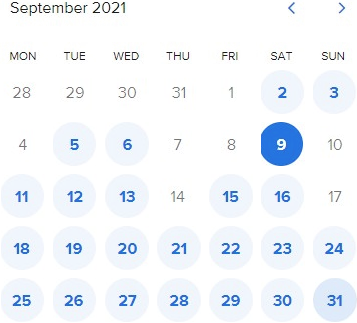 September 2021
MON TUE WED THU FRI SAT SUN
28 29 30 31 1 2 3
4 5 6 7 8 9 10
11 12 13 14 15 16 17
18 19 20 21 22 23 24
25 26 27 28 29 30 31